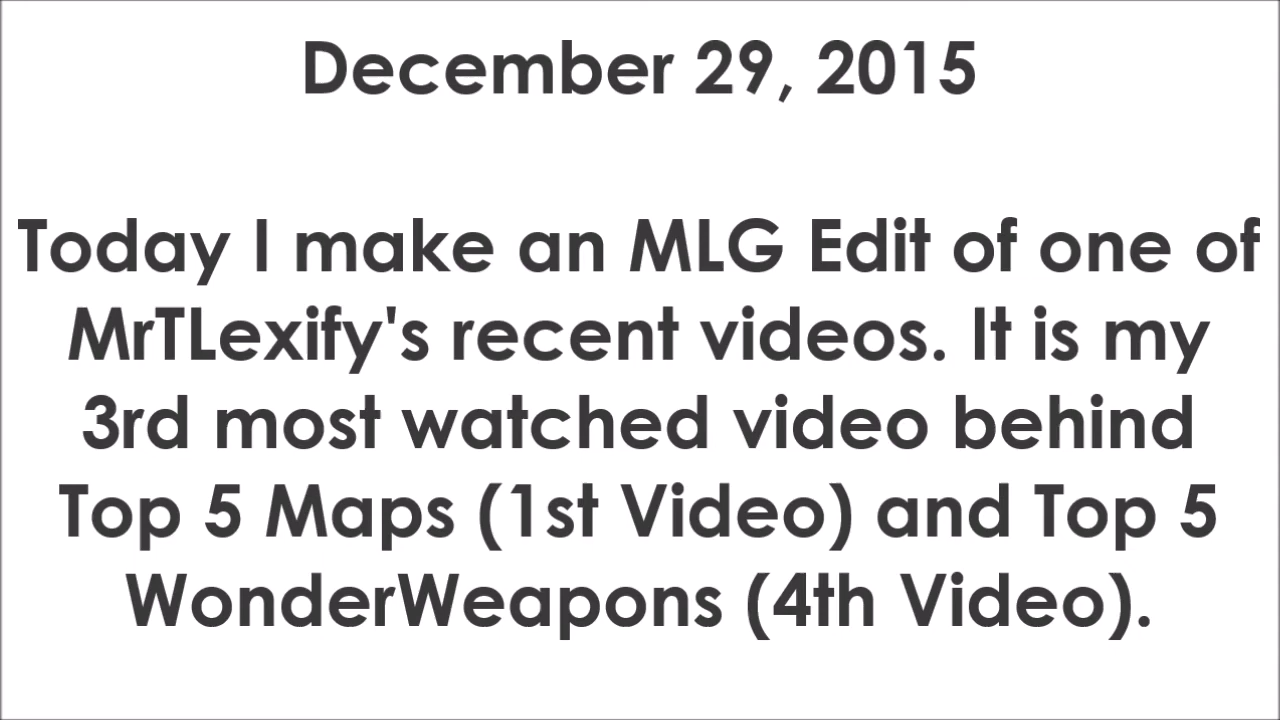 December 29, 2015
Today I make an MLG Edit of one of
MrTLexify's recent videos. It is my
3rd most watched video behind
Top 5 Maps (1st Video) and Top 5
WonderWeapons (4th Video).